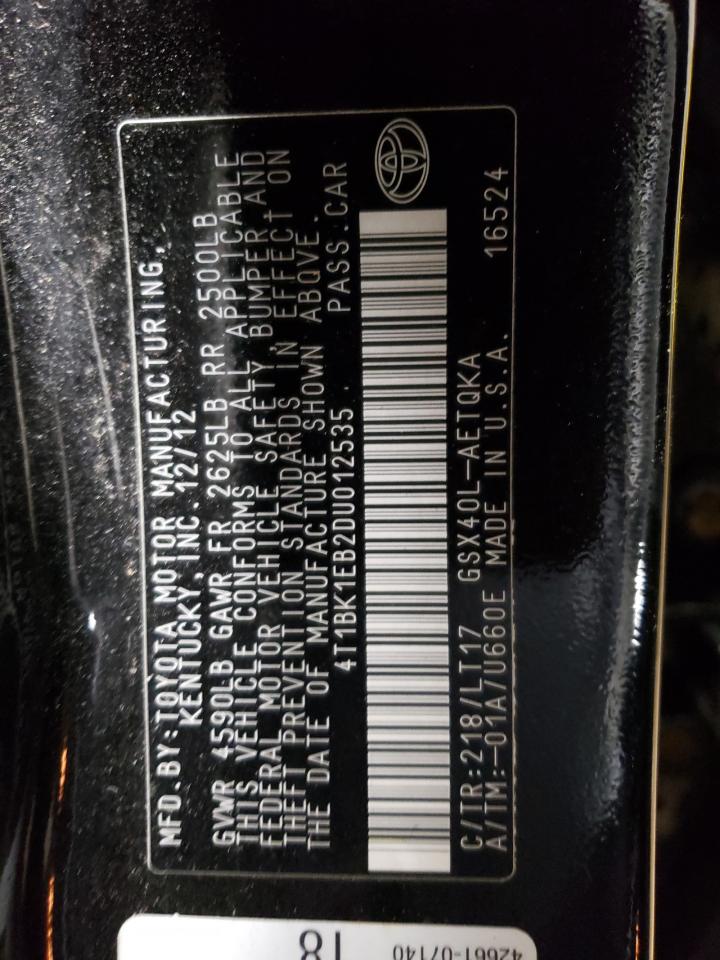 MFD.BY:TOYOTA MOTOR MANUFACTURING,
KENTUCKY, INC. 12/12
GVWR 4590LB GAWR FR 2625LB RR 2500LB
THIS VEHICLE CONFORMS TO ALL APPLICABLE
FEDERAL MOTOR VEHICLE SAFETY BUMPER, AND
THEFT PREVENTION STANDARDS IN EFFECT ON
THE DATE OF MANUFACTURE SHOWN ABOVE.
4T1BK1EB2DU012535 PASS.CAR
C/TR:218/LT17 GSX40L-AETQKA
A/TM:-01A/U660E MADE IN U.S.A. 16524
42661-07140
18